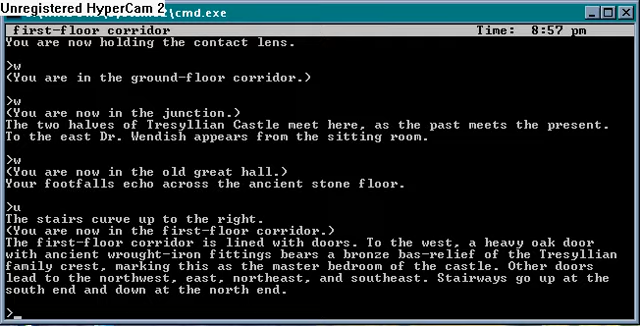 Unregistered HyperCam 2
\cmd.exe
first-floor corridor Time: 8:57 pm
You are now holding the contact lens.
>w
(You are in the ground-floor corridor.)
>w
(You are now in the junction.)
The two halves of Tresyllian Castle meet here, as the past meets the present.
To the east Dr. Wendish appears from the sitting room.
>w
(You are now in the old great hall.)
Your footfalls echo across the ancient stone floor.
>u
The stairs curve up to the right.
(You are now in the first-floor corridor.)
The first-floor corridor is lined with doors. To the west, a heavy oak door
with ancient wrought-iron fittings bears a bronze bas-relief of the Tresyllian
family crest, marking this as the master bedroom of the castle. Other doors
lead to the northwest, east, northeast, and southeast. Stairways go up at the
south end and down at the north end.
>_